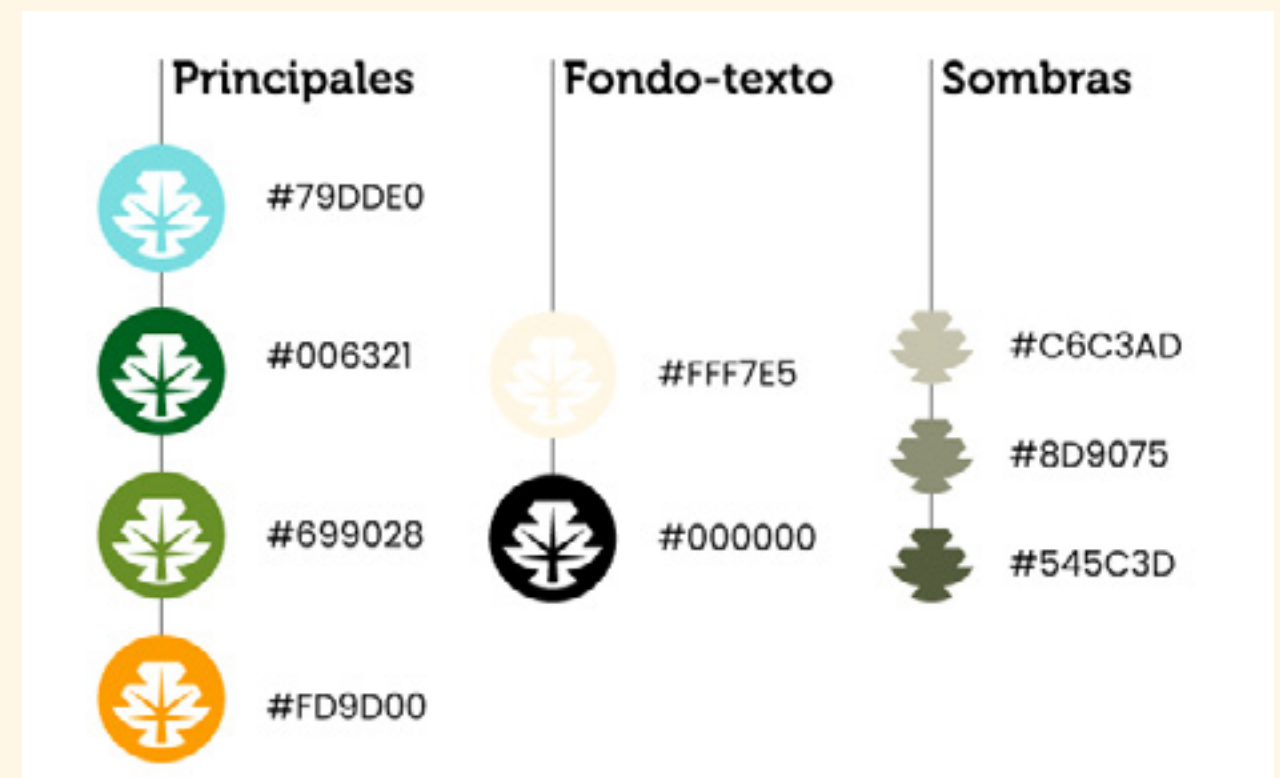 Principales
#79DDE0
#006321
#699028
#FD9D00
Fondo-texto
#FFF7E5
#000000
Sombras
#C6C3AD
#8D9075
#545C3D